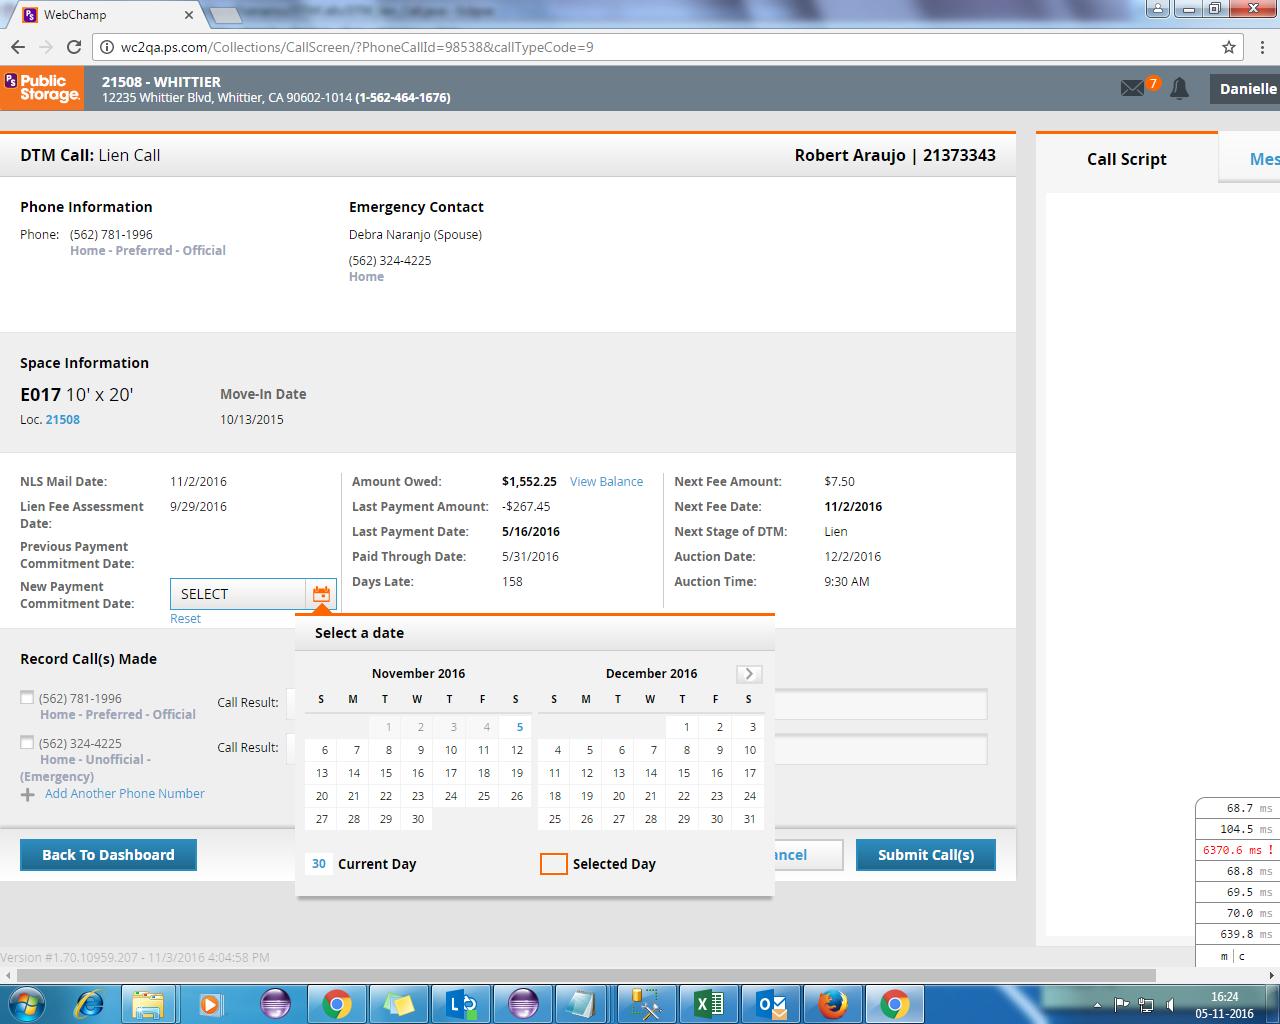 WebChamp
wc2qa.ps.com/Collections/CallScreen/?PhoneCallId=98538&callTypeCode=9
PS Public Storage.
21508 - WHITTIER
12235 Whittier Blvd, Whittier, CA 90602-1014 (1-562-464-1676)
7
Danielle
DTM Call: Lien Call
Robert Araujo | 21373343
Call Script
Mes
Phone Information
Phone: (562) 781-1996
Home - Preferred - Official
Emergency Contact
Debra Naranjo (Spouse)
(562) 324-4225
Home
Space Information
E017 10' x 20'
Loc. 21508
Move-In Date
10/13/2015
NLS Mail Date: 11/2/2016
Lien Fee Assessment Date: 9/29/2016
Previous Payment Commitment Date:
New Payment Commitment Date: SELECT
Reset
Amount Owed: $1,552.25 View Balance
Last Payment Amount: -$267.45
Last Payment Date: 5/16/2016
Paid Through Date: 5/31/2016
Days Late: 158
Next Fee Amount: $7.50
Next Fee Date: 11/2/2016
Next Stage of DTM: Lien
Auction Date: 12/2/2016
Auction Time: 9:30 AM
Record Call(s) Made
(562) 781-1996
Home - Preferred - Official
Call Result:
(562) 324-4225
Home - Unofficial -
(Emergency)
Call Result:
Add Another Phone Number
Select a date
November 2016
S M T W T F S
1 2 3 4 5
6 7 8 9 10 11 12
13 14 15 16 17 18 19
20 21 22 23 24 25 26
27 28 29 30
December 2016
S M T W T F S
1 2 3
4 5 6 7 8 9 10
11 12 13 14 15 16 17
18 19 20 21 22 23 24
25 26 27 28 29 30 31
30 Current Day
Selected Day
Back To Dashboard
ancel
Submit Call(s)
68.7 ms
104.5 ms
6370.6 ms !
68.8 ms
69.5 ms
70.0 ms
639.8 ms
m | c
Version #1.70.10959.207 - 11/3/2016 4:04:58 PM
16:24
05-11-2016